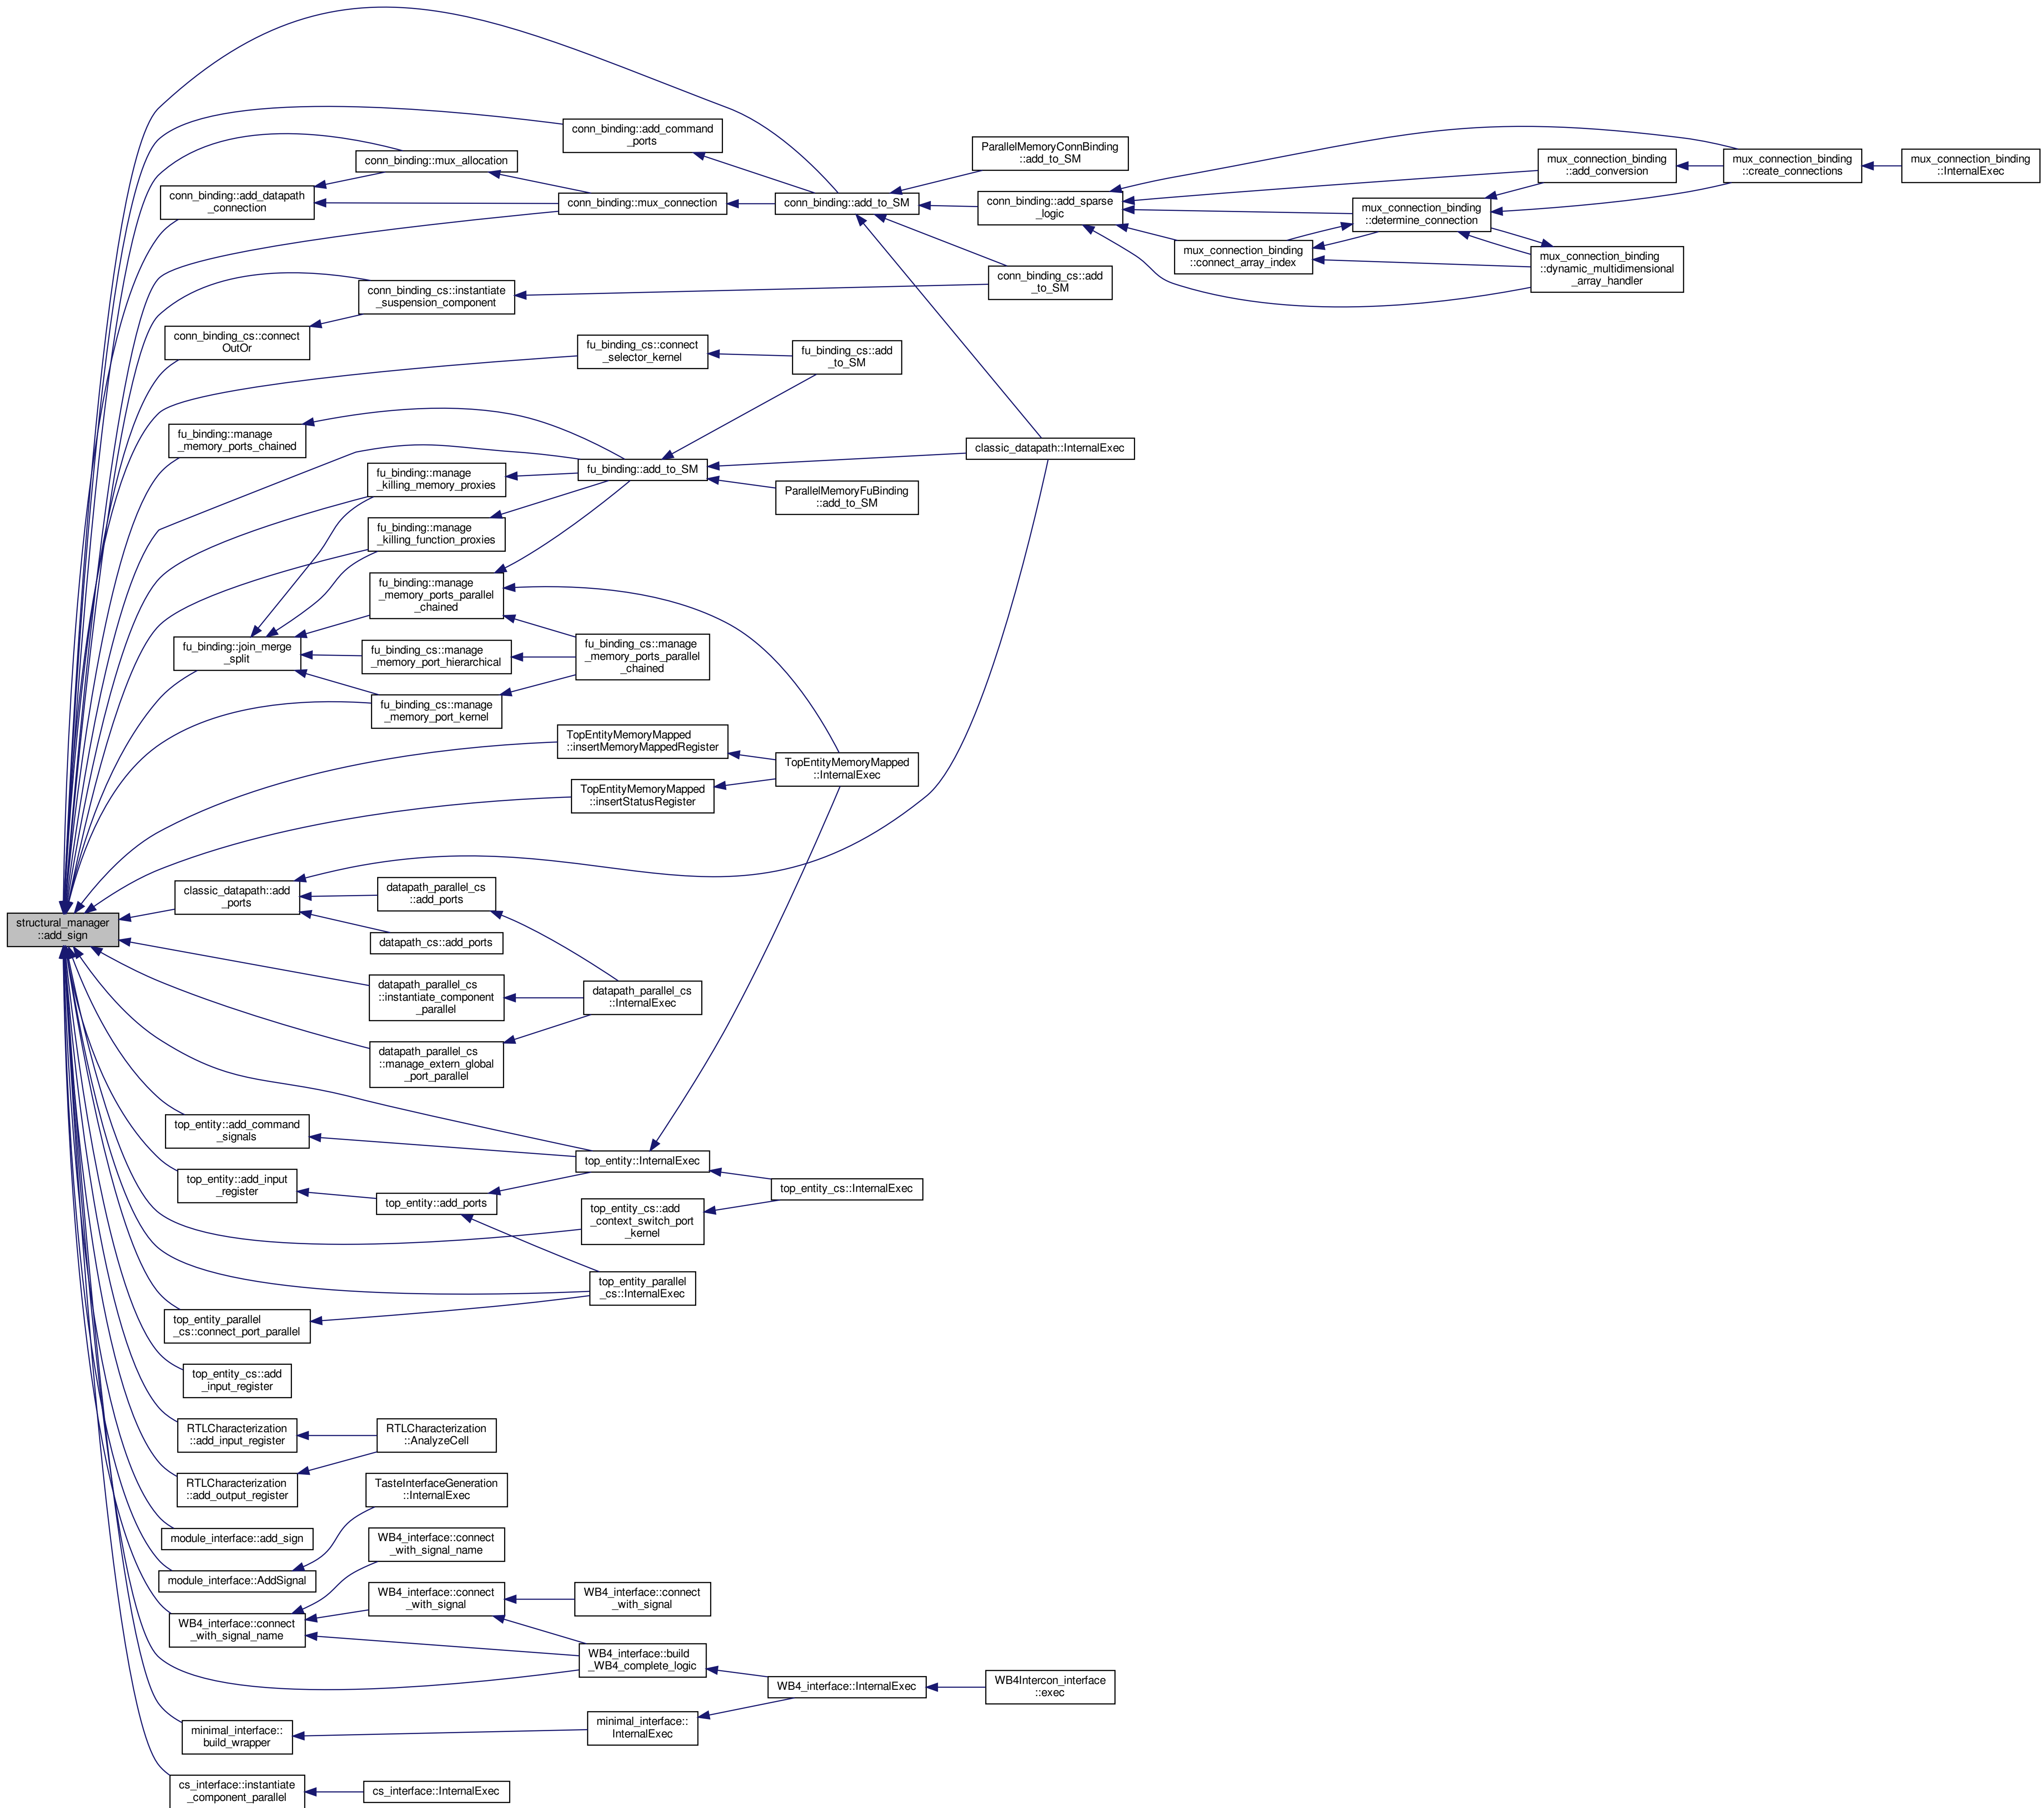 structural_manager
::add_sign
conn_binding::add_command
_ports
conn_binding::mux_allocation
conn_binding::add_datapath
_connection
conn_binding::mux_connection
conn_binding::add_to_SM
ParallelMemoryConnBinding
::add_to_SM
conn_binding::add_sparse
_logic
mux_connection_binding
::connect_array_index
mux_connection_binding
::determine_connection
mux_connection_binding
::add_conversion
mux_connection_binding
::create_connections
mux_connection_binding
::InternalExec
mux_connection_binding
::dynamic_multidimensional
_array_handler
conn_binding_cs::add
_to_SM
conn_binding_cs::instantiate
_suspension_component
conn_binding_cs::connect
OutOr
fu_binding_cs::connect
_selector_kernel
fu_binding_cs::add
_to_SM
fu_binding::manage
_memory_ports_chained
fu_binding::add_to_SM
classic_datapath::InternalExec
ParallelMemoryFuBinding
::add_to_SM
fu_binding::manage
_killing_memory_proxies
fu_binding::manage
_killing_function_proxies
fu_binding::manage
_memory_ports_parallel
_chained
fu_binding::join_merge
_split
fu_binding_cs::manage
_memory_port_hierarchical
fu_binding_cs::manage
_memory_ports_parallel
_chained
fu_binding_cs::manage
_memory_port_kernel
TopEntityMemoryMapped
::insertMemoryMappedRegister
TopEntityMemoryMapped
::InternalExec
TopEntityMemoryMapped
::insertStatusRegister
classic_datapath::add
_ports
datapath_parallel_cs
::add_ports
datapath_cs::add_ports
datapath_parallel_cs
::instantiate_component
_parallel
datapath_parallel_cs
::InternalExec
datapath_parallel_cs
::manage_extern_global
_port_parallel
top_entity::add_command
_signals
top_entity::InternalExec
top_entity::add_input
_register
top_entity::add_ports
top_entity_cs::InternalExec
top_entity_cs::add
_context_switch_port
_kernel
top_entity_parallel
_cs::InternalExec
top_entity_parallel
_cs::connect_port_parallel
top_entity_cs::add
_input_register
RTLCharacterization
::add_input_register
RTLCharacterization
::AnalyzeCell
RTLCharacterization
::add_output_register
TasteInterfaceGeneration
::InternalExec
module_interface::add_sign
module_interface::AddSignal
WB4_interface::connect
_with_signal_name
WB4_interface::connect
_with_signal
WB4_interface::connect
_with_signal
WB4_interface::connect
_with_signal_name
WB4_interface::build
_WB4_complete_logic
WB4_interface::InternalExec
WB4Intercon_interface
::exec
minimal_interface::
build_wrapper
minimal_interface::
InternalExec
cs_interface::instantiate
_component_parallel
cs_interface::InternalExec